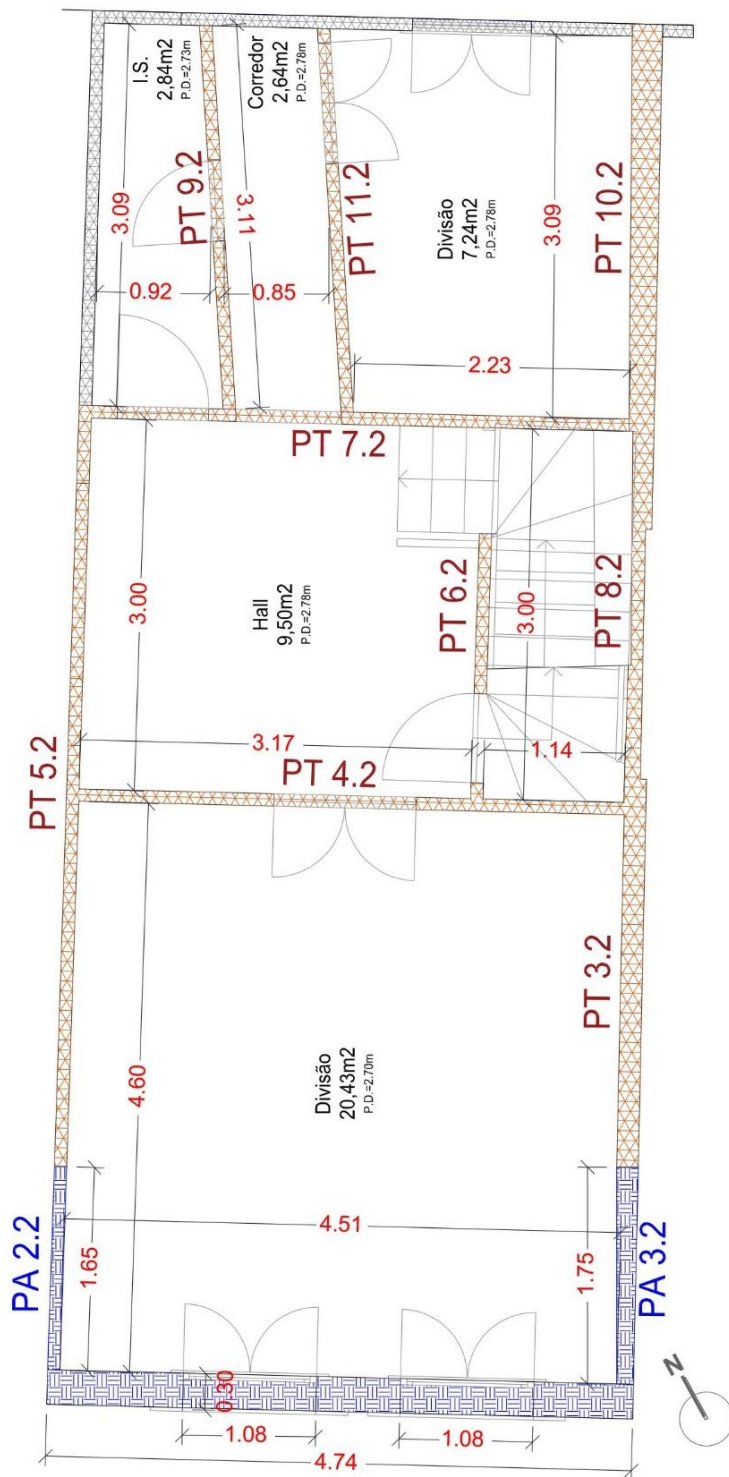 I.S.
2,84m2
P.D.=2.73m
Corredor
2,64m2
P.D.=2.78m
3.09
PT 9.2
3.11
PT 11.2
Divisão
7,24m2
P.D.=2.78m
3.09
PT 10.2
0.92
0.85
2.23
PT 7.2
3.00
Hall
9,50m2
P.D.=2.78m
PT 6.2
3.00
PT 8.2
3.17
1.14
PT 5.2
PT 4.2
PT 3.2
4.60
Divisão
20,43m2
P.D.=2.70m
PA 2.2
1.65
4.51
1.75
PA 3.2
0.30
1.08
1.08
4.74
N